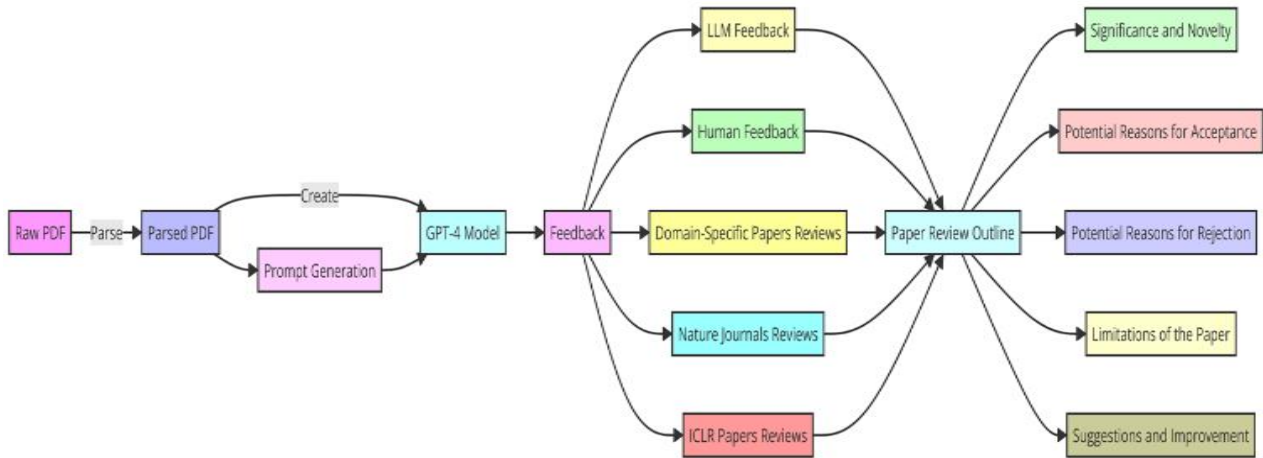 Raw PDF
Parse
Parsed PDF
Create
Prompt Generation
GPT-4 Model
Feedback
LLM Feedback
Human Feedback
Domain-Specific Papers Reviews
Nature Journals Reviews
ICLR Papers Reviews
Paper Review Outline
Significance and Novelty
Potential Reasons for Acceptance
Potential Reasons for Rejection
Limitations of the Paper
Suggestions and Improvement